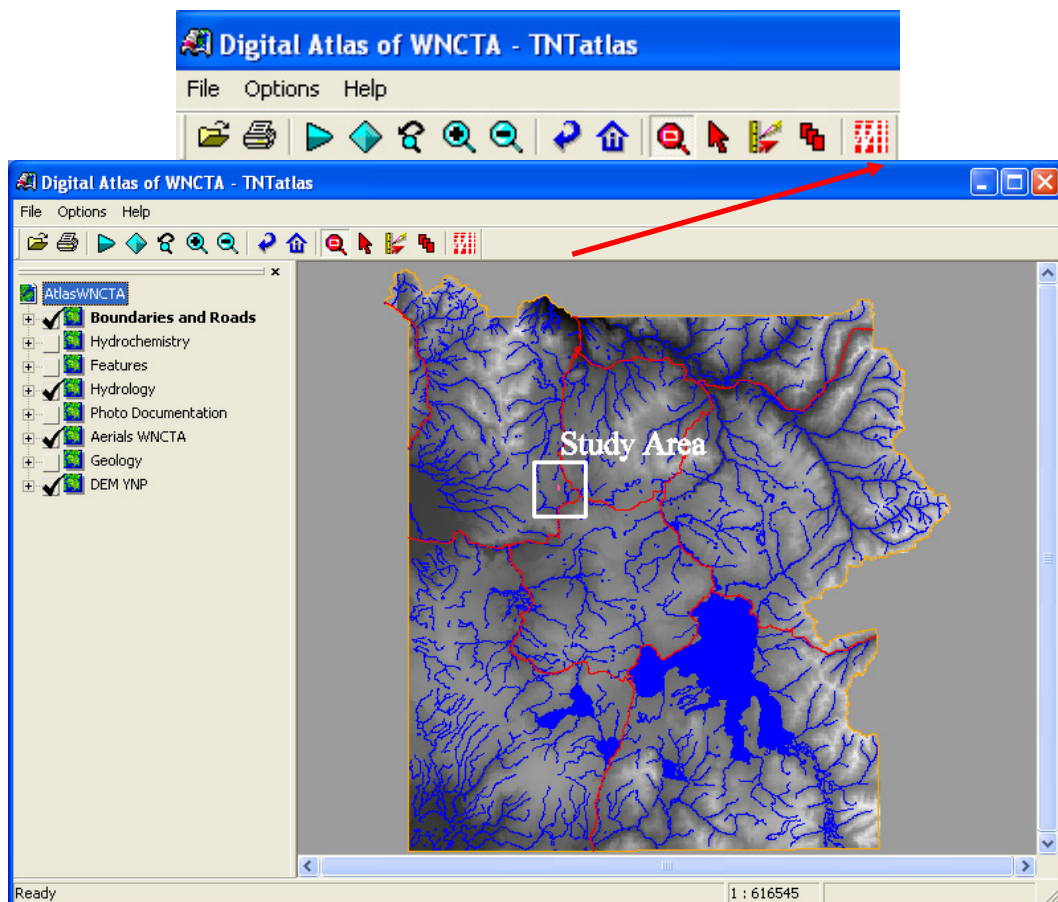 Digital Atlas of WNCTA - TNTatlas
File Options Help
Digital Atlas of WNCTA - TNTatlas
File Options Help
AtlasWNCTA
Boundaries and Roads
Hydrochemistry
Features
Hydrology
Photo Documentation
Aerials WNCTA
Geology
DEM YNP
Study Area
Ready
1 : 616545